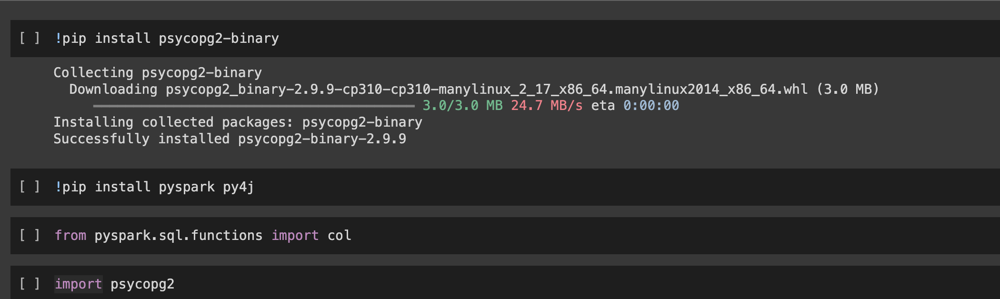 [ ] !pip install psycopg2-binary
Collecting psycopg2-binary
Downloading psycopg2_binary-2.9.9-cp310-cp310-manylinux_2_17_x86_64.manylinux2014_x86_64.whl (3.0 MB)
3.0/3.0 MB 24.7 MB/s eta 0:00:00
Installing collected packages: psycopg2-binary
Successfully installed psycopg2-binary-2.9.9
[ ] !pip install pyspark py4j
[ ] from pyspark.sql.functions import col
[ ] import psycopg2